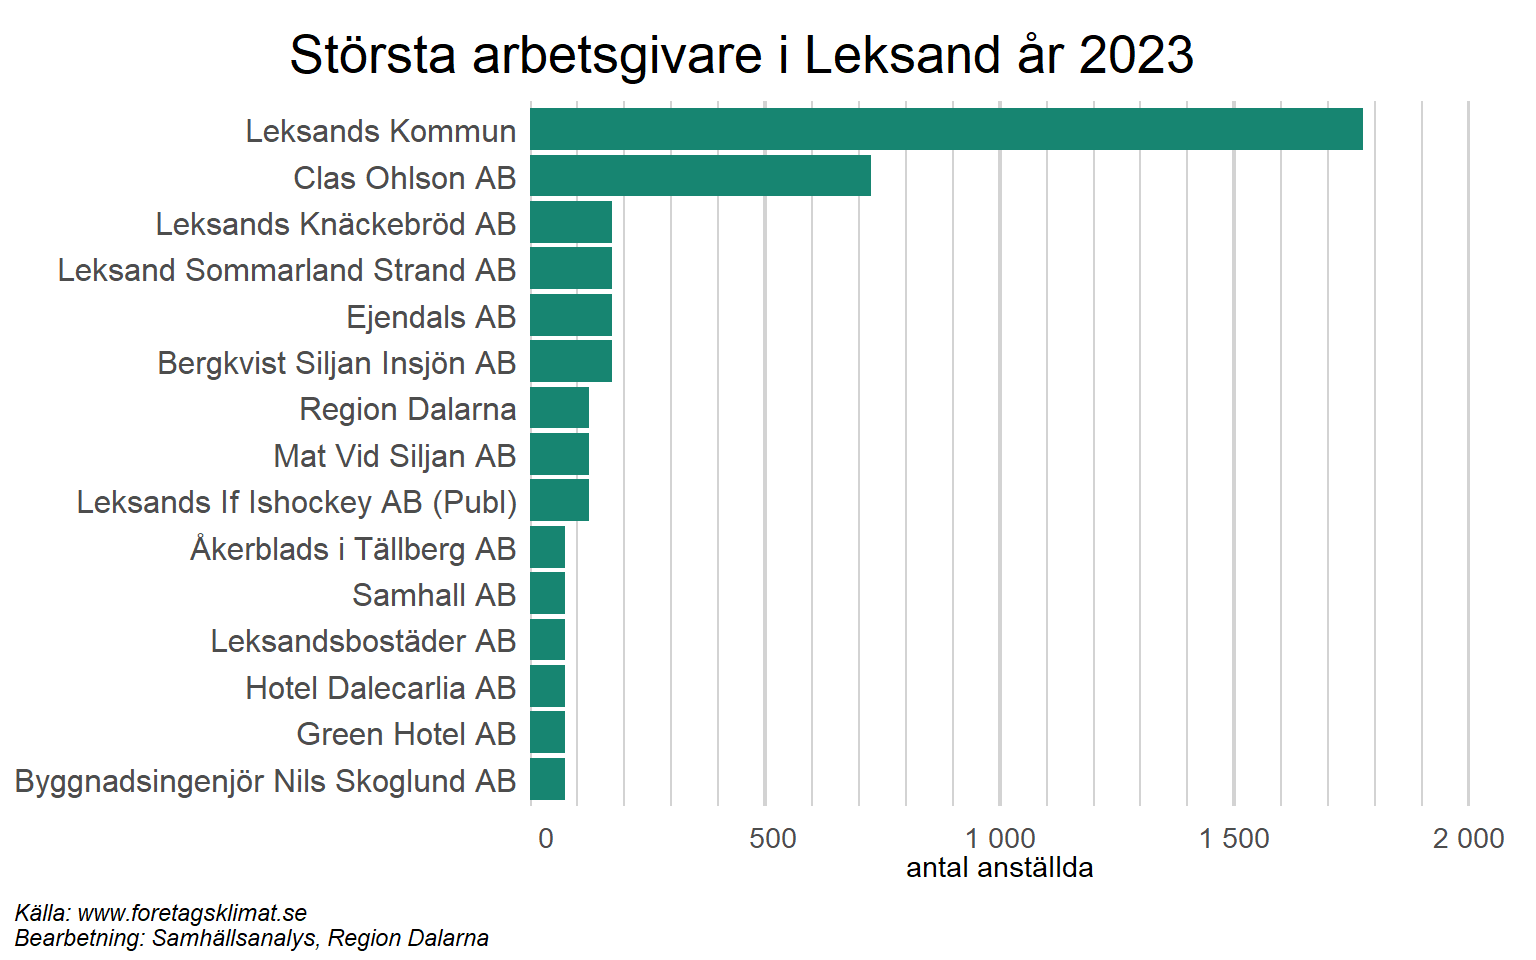 Största arbetsgivare i Leksand år 2023
Leksands Kommun
Clas Ohlson AB
Leksands Knäckebröd AB
Leksand Sommarland Strand AB
Ejendals AB
Bergkvist Siljan Insjön AB
Region Dalarna
Mat Vid Siljan AB
Leksands If Ishockey AB (Publ)
Åkerblads i Tällberg AB
Samhall AB
Leksandsbostäder AB
Hotel Dalecarlia AB
Green Hotel AB
Byggnadsingenjör Nils Skoglund AB
0 500 1 000 1 500 2 000
antal anställda
Källa: www.foretagsklimat.se
Bearbetning: Samhällsanalys, Region Dalarna